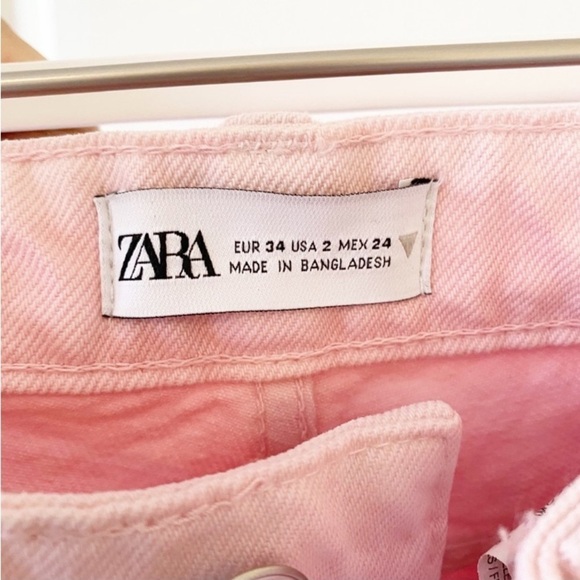 ZARA
EUR 34 USA 2 MEX 24
MADE IN BANGLADESH